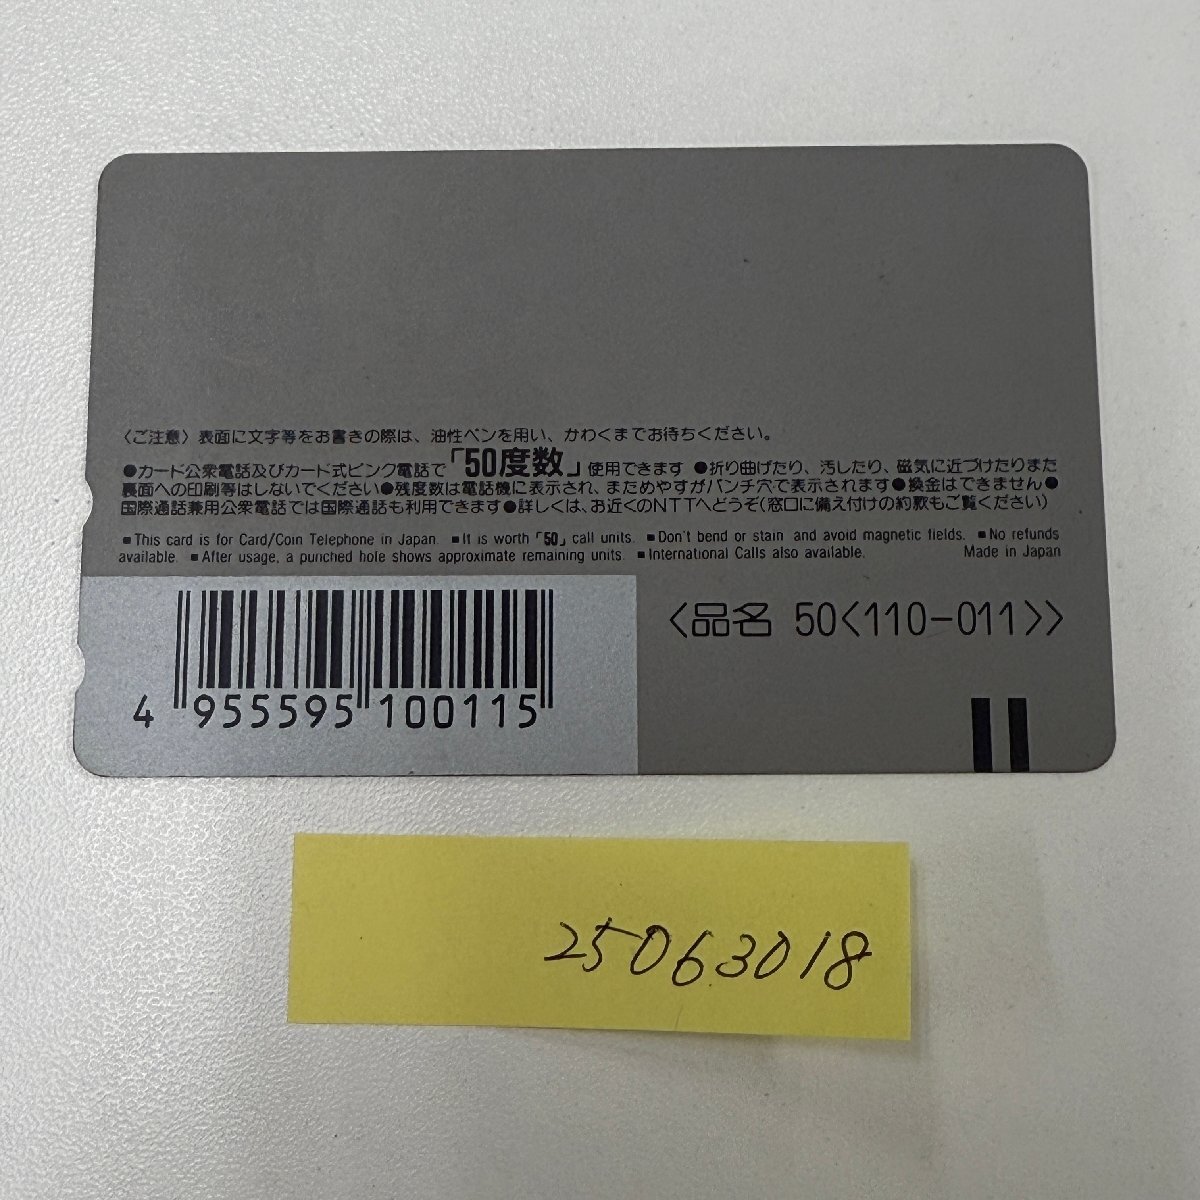 〈ご注意〉表面に文字等をお書きの際は、油性ペンを用い、かわくまでお待ちください。
●カード公衆電話及びカード式ピンク電話で「50度数」使用できます ●折り曲げたり、汚したり、磁気に近づけたりまた
裏面への印刷等はしないでください●残度数は電話機に表示され、まためやすがパンチ穴で表示されます●換金はできません●
国際通話兼用公衆電話では国際通話も利用できます●詳しくは、お近くのNTTへどうぞ(窓口に備え付けの約款もご覧ください)
■This card is for Card/Coin Telephone in Japan. ■It is worth「50」call units. ■Don't bend or stain and avoid magnetic fields. ■No refunds
available. ■After usage, a punched hole shows approximate remaining units. ■International Calls also available. Made in Japan
〈品名 50〈110-011〉〉
4 955595 100115
25063018